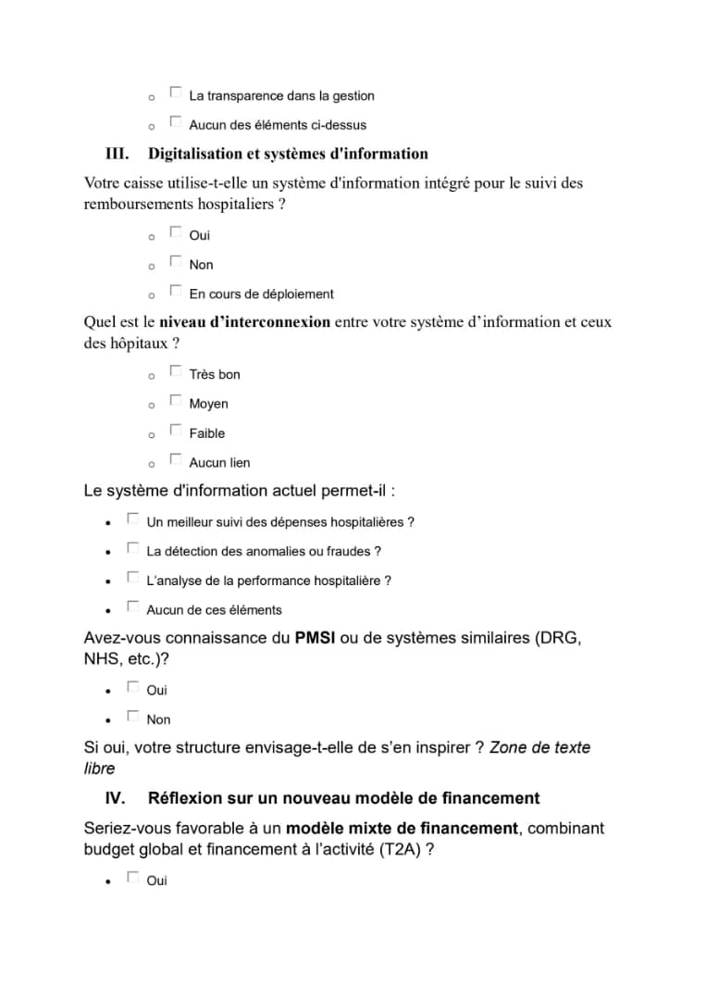 La transparence dans la gestion
Aucun des éléments ci-dessus
III. Digitalisation et systèmes d'information
Votre caisse utilise-t-elle un système d'information intégré pour le suivi des
remboursements hospitaliers ?
Oui
Non
En cours de déploiement
Quel est le niveau d’interconnexion entre votre système d’information et ceux
des hôpitaux ?
Très bon
Moyen
Faible
Aucun lien
Le système d'information actuel permet-il :
Un meilleur suivi des dépenses hospitalières ?
La détection des anomalies ou fraudes ?
L’analyse de la performance hospitalière ?
Aucun de ces éléments
Avez-vous connaissance du PMSI ou de systèmes similaires (DRG,
NHS, etc.)?
Oui
Non
Si oui, votre structure envisage-t-elle de s’en inspirer ? Zone de texte
libre
IV. Réflexion sur un nouveau modèle de financement
Seriez-vous favorable à un modèle mixte de financement, combinant
budget global et financement à l’activité (T2A) ?
Oui